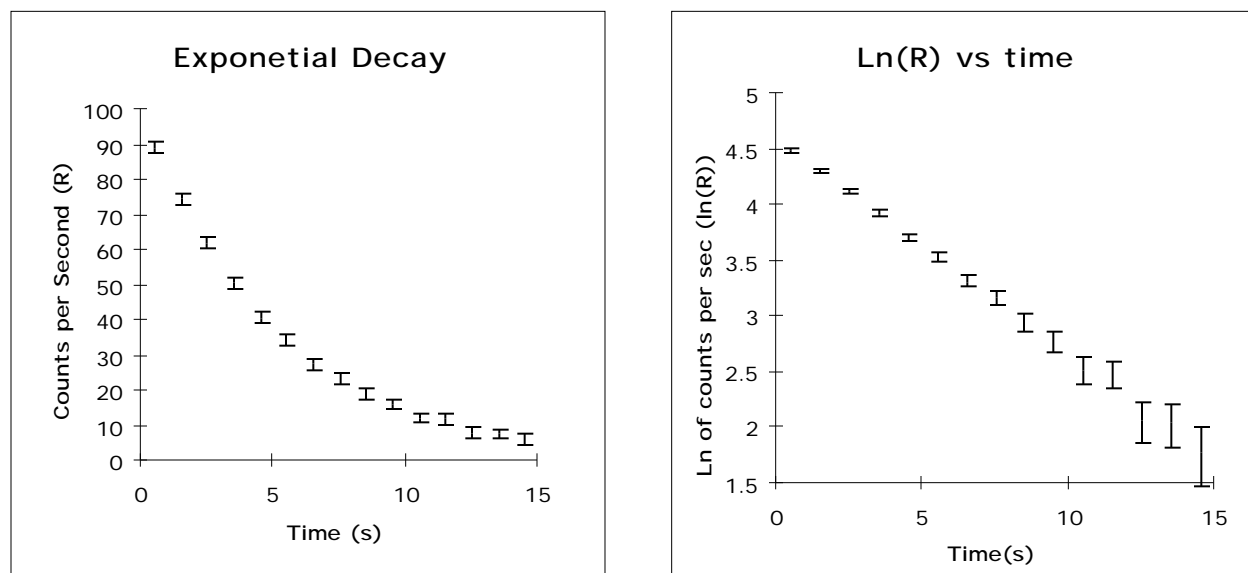 Exponetial Decay
100
90
80
70
60
50
40
30
20
10
0
Counts per Second (R)
0 5 10 15
Time (s)
Ln(R) vs time
5
4.5
4
3.5
3
2.5
2
1.5
Ln of counts per sec (ln(R))
0 5 10 15
Time(s)